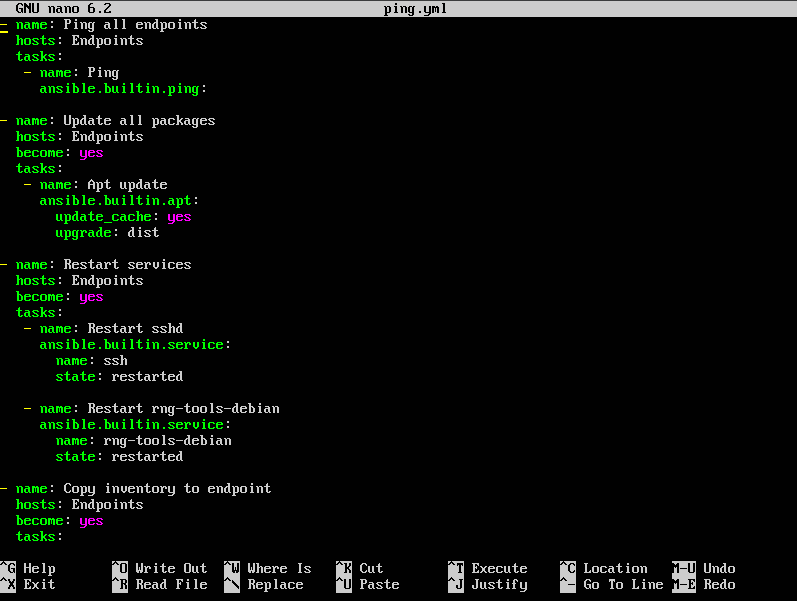 GNU nano 6.2 ping.yml
- name: Ping all endpoints
  hosts: Endpoints
  tasks:
   - name: Ping
     ansible.builtin.ping:

- name: Update all packages
  hosts: Endpoints
  become: yes
  tasks:
   - name: Apt update
     ansible.builtin.apt:
       update_cache: yes
       upgrade: dist

- name: Restart services
  hosts: Endpoints
  become: yes
  tasks:
   - name: Restart sshd
     ansible.builtin.service:
       name: ssh
       state: restarted

   - name: Restart rng-tools-debian
     ansible.builtin.service:
       name: rng-tools-debian
       state: restarted

- name: Copy inventory to endpoint
  hosts: Endpoints
  become: yes
  tasks:

^G Help ^O Write Out ^W Where Is ^K Cut ^T Execute ^C Location M-U Undo
^X Exit ^R Read File ^\ Replace ^U Paste ^J Justify ^- Go To Line M-E Redo